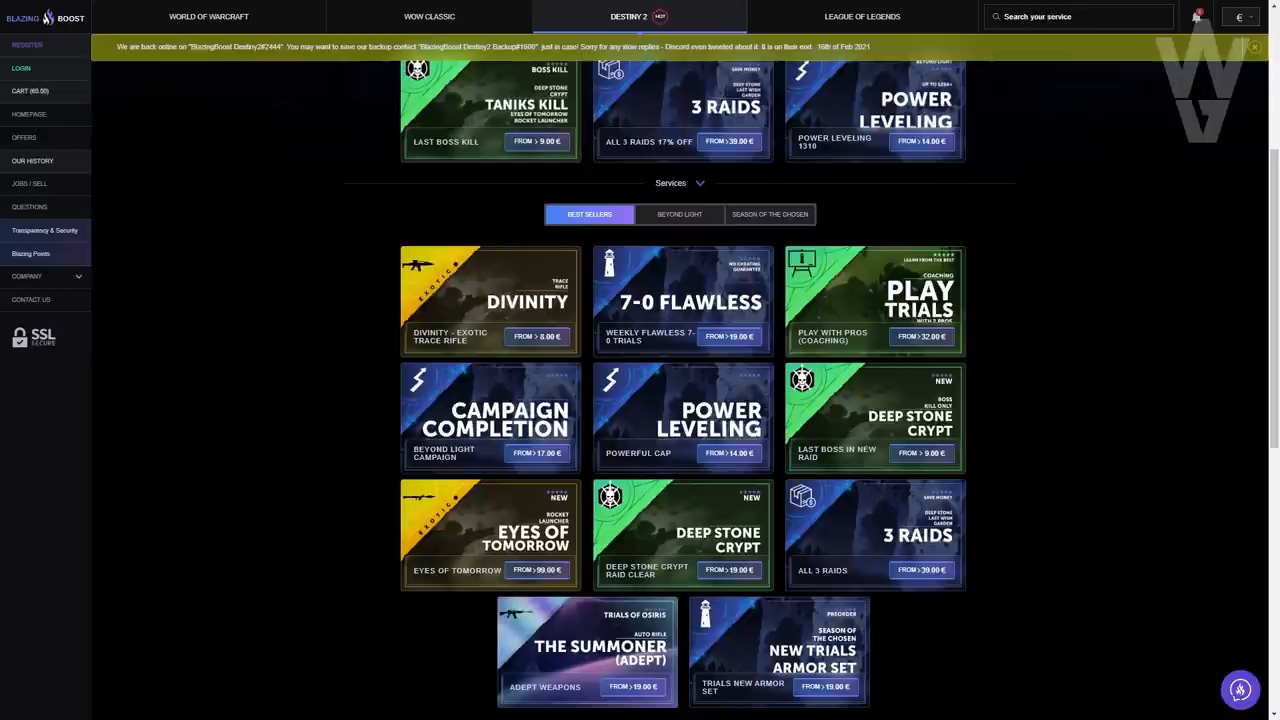 BLAZING BOOST
WORLD OF WARCRAFT
WOW CLASSIC
DESTINY 2
HOT
LEAGUE OF LEGENDS
Search your service
€
REGISTER
LOGIN
CART (€0.00)
HOMEPAGE
OFFERS
OUR HISTORY
JOBS / SELL
QUESTIONS
Transparency & Security
Blazing Points
COMPANY
CONTACT US
SSL
SECURE
We are back online on "BlazingBoost Destiny2#2444" You may want to save our backup contact "BlazingBoost Destiny2 Backup#1600" just in case! Sorry for any slow replies - Discord even tweeted about it. It is on their end. 16th of Feb 2021
W
V
BOSS KILL
DEEP STONE
CRYPT
TANIKS KILL
EYES OF TOMORROW
ROCKET LAUNCHER
LAST BOSS KILL
FROM > 9.00 €
SAVE MONEY
DEEP STONE
LAST WISH
GARDEN
3 RAIDS
ALL 3 RAIDS 17% OFF
FROM >39.00 €
BEYOND LIGHT
POWER
LEVELING
POWER LEVELING
1310
FROM >14.00 €
Services
BEST SELLERS
BEYOND LIGHT
SEASON OF THE CHOSEN
EXOTIC
TRACE
RIFLE
DIVINITY
DIVINITY - EXOTIC
TRACE RIFLE
FROM > 8.00 €
NO CHEATING
GUARANTEE
7-0 FLAWLESS
WEEKLY FLAWLESS 7-
0 TRIALS
FROM >19.00 €
LEARN FROM THE BEST
COACHING
PLAY
TRIALS
WITH 2 PROS
PLAY WITH PROS
(COACHING)
FROM >32.00 €
CAMPAIGN
COMPLETION
BEYOND LIGHT
CAMPAIGN
FROM >17.00 €
POWER
LEVELING
POWERFUL CAP
FROM >14.00 €
NEW
BOSS
KILL ONLY
DEEP STONE
CRYPT
LAST BOSS IN NEW
RAID
FROM > 9.00 €
EXOTIC
NEW
ROCKET
LAUNCHER
EYES OF
TOMORROW
EYES OF TOMORROW
FROM >99.00 €
NEW
DEEP STONE
CRYPT
DEEP STONE CRYPT
RAID CLEAR
FROM >19.00 €
SAVE MONEY
DEEP STONE
LAST WISH
GARDEN
3 RAIDS
ALL 3 RAIDS
FROM >39.00 €
TRIALS OF OSIRIS
AUTO RIFLE
THE SUMMONER
(ADEPT)
ADEPT WEAPONS
FROM >19.00 €
PREORDER
SEASON OF
THE CHOSEN
NEW TRIALS
ARMOR SET
TRIALS NEW ARMOR
SET
FROM >19.00 €